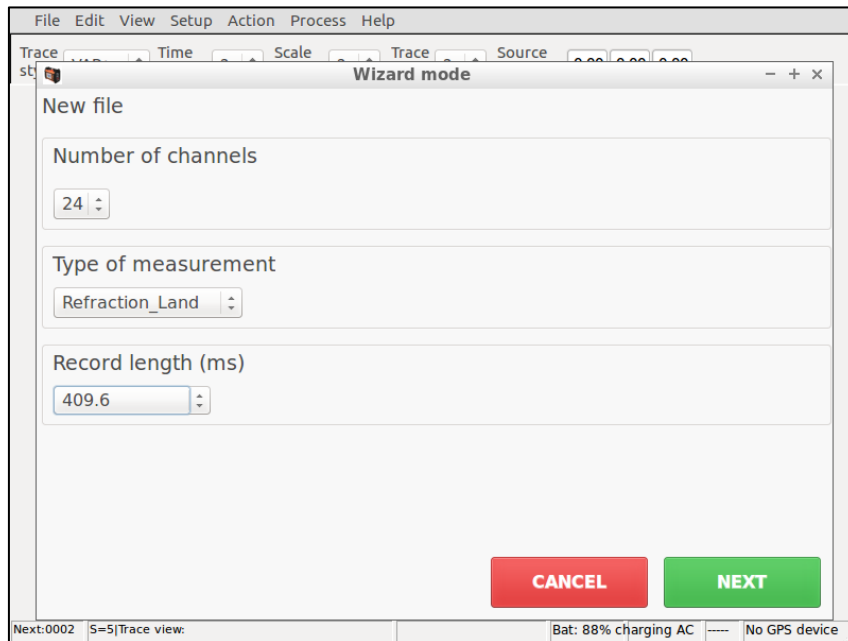 File Edit View Setup Action Process Help
Trace Time Scale Trace Source
Wizard mode
New file
Number of channels
24
Type of measurement
Refraction_Land
Record length (ms)
409.6
CANCEL NEXT
Next:0002 S=5|Trace view: Bat: 88% charging AC ----- No GPS device